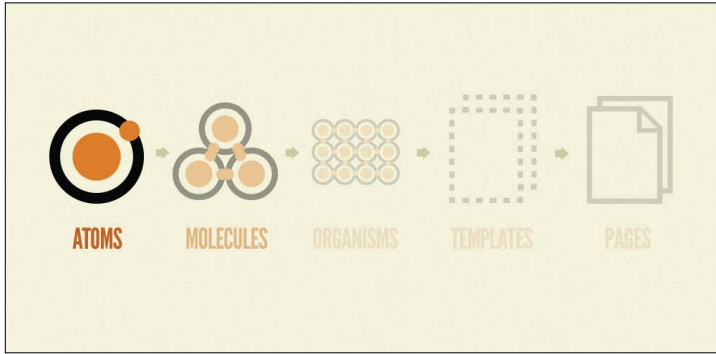 ATOMS
MOLECULES
ORGANISMS
TEMPLATES
PAGES